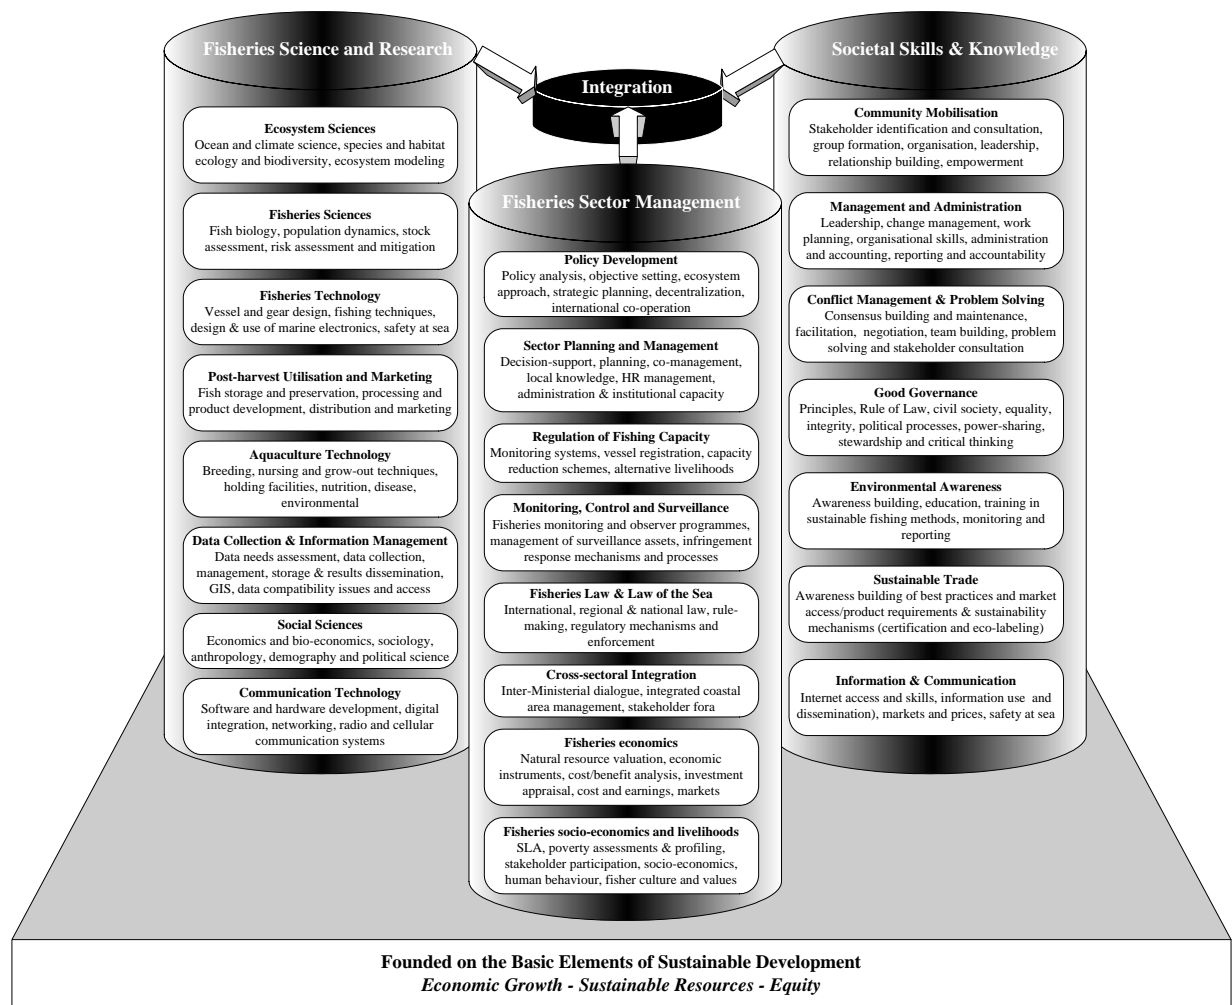 Fisheries Science and Research
Ecosystem Sciences
Ocean and climate science, species and habitat
ecology and biodiversity, ecosystem modeling
Fisheries Sciences
Fish biology, population dynamics, stock
assessment, risk assessment and mitigation
Fisheries Technology
Vessel and gear design, fishing techniques,
design & use of marine electronics, safety at sea
Post-harvest Utilisation and Marketing
Fish storage and preservation, processing and
product development, distribution and marketing
Aquaculture Technology
Breeding, nursing and grow-out techniques,
holding facilities, nutrition, disease,
environmental
Data Collection & Information Management
Data needs assessment, data collection,
management, storage & results dissemination,
GIS, data compatibility issues and access
Social Sciences
Economics and bio-economics, sociology,
anthropology, demography and political science
Communication Technology
Software and hardware development, digital
integration, networking, radio and cellular
communication systems
Integration
Fisheries Sector Management
Policy Development
Policy analysis, objective setting, ecosystem
approach, strategic planning, decentralization,
international co-operation
Sector Planning and Management
Decision-support, planning, co-management,
local knowledge, HR management,
administration & institutional capacity
Regulation of Fishing Capacity
Monitoring systems, vessel registration, capacity
reduction schemes, alternative livelihoods
Monitoring, Control and Surveillance
Fisheries monitoring and observer programmes,
management of surveillance assets, infringement
response mechanisms and processes
Fisheries Law & Law of the Sea
International, regional & national law, rule-
making, regulatory mechanisms and
enforcement
Cross-sectoral Integration
Inter-Ministerial dialogue, integrated coastal
area management, stakeholder fora
Fisheries economics
Natural resource valuation, economic
instruments, cost/benefit analysis, investment
appraisal, cost and earnings, markets
Fisheries socio-economics and livelihoods
SLA, poverty assessments & profiling,
stakeholder participation, socio-economics,
human behaviour, fisher culture and values
Societal Skills & Knowledge
Community Mobilisation
Stakeholder identification and consultation,
group formation, organisation, leadership,
relationship building, empowerment
Management and Administration
Leadership, change management, work
planning, organisational skills, administration
and accounting, reporting and accountability
Conflict Management & Problem Solving
Consensus building and maintenance,
facilitation, negotiation, team building, problem
solving and stakeholder consultation
Good Governance
Principles, Rule of Law, civil society, equality,
integrity, political processes, power-sharing,
stewardship and critical thinking
Environmental Awareness
Awareness building, education, training in
sustainable fishing methods, monitoring and
reporting
Sustainable Trade
Awareness building of best practices and market
access/product requirements & sustainability
mechanisms (certification and eco-labeling)
Information & Communication
Internet access and skills, information use and
dissemination), markets and prices, safety at sea
Founded on the Basic Elements of Sustainable Development
Economic Growth - Sustainable Resources - Equity